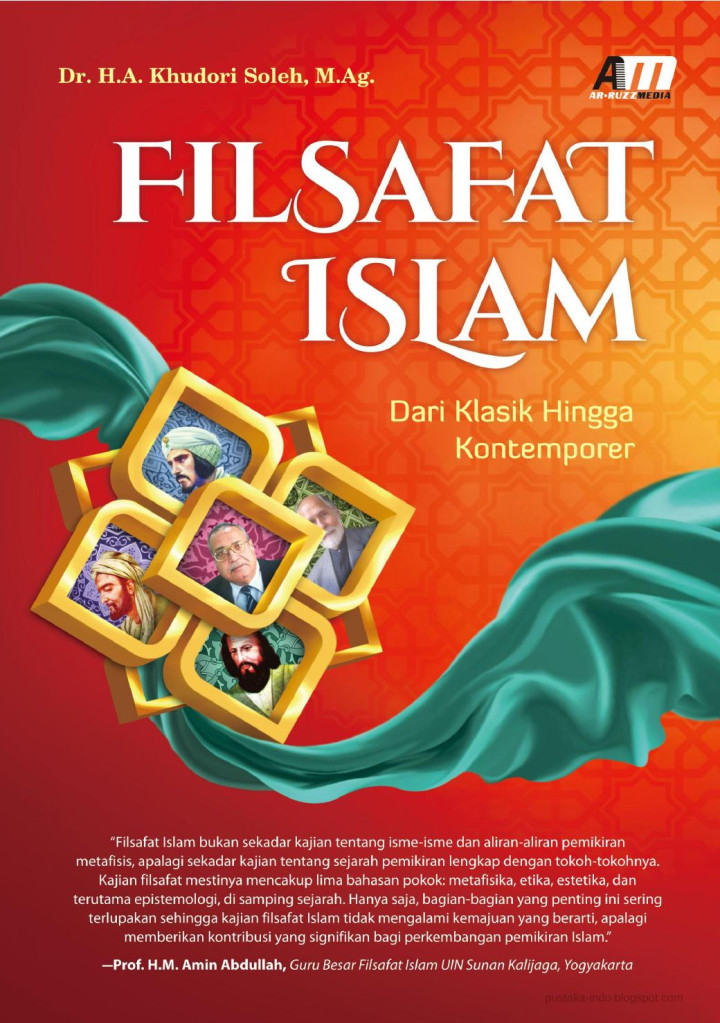 Dr. H.A. Khudori Soleh, M.Ag.
AM
AR•RUZZMEDIA
FILSAFAT
ISLAM
Dari Klasik Hingga
Kontemporer
“Filsafat Islam bukan sekadar kajian tentang isme-isme dan aliran-aliran pemikiran
metafisis, apalagi sekadar kajian tentang sejarah pemikiran lengkap dengan tokoh-tokohnya.
Kajian filsafat mestinya mencakup lima bahasan pokok: metafisika, etika, estetika, dan
terutama epistemologi, di samping sejarah. Hanya saja, bagian-bagian yang penting ini sering
terlupakan sehingga kajian filsafat Islam tidak mengalami kemajuan yang berarti, apalagi
memberikan kontribusi yang signifikan bagi perkembangan pemikiran Islam.”
—Prof. H.M. Amin Abdullah, Guru Besar Filsafat Islam UIN Sunan Kalijaga, Yogyakarta
pustaka-indo.blogspot.com